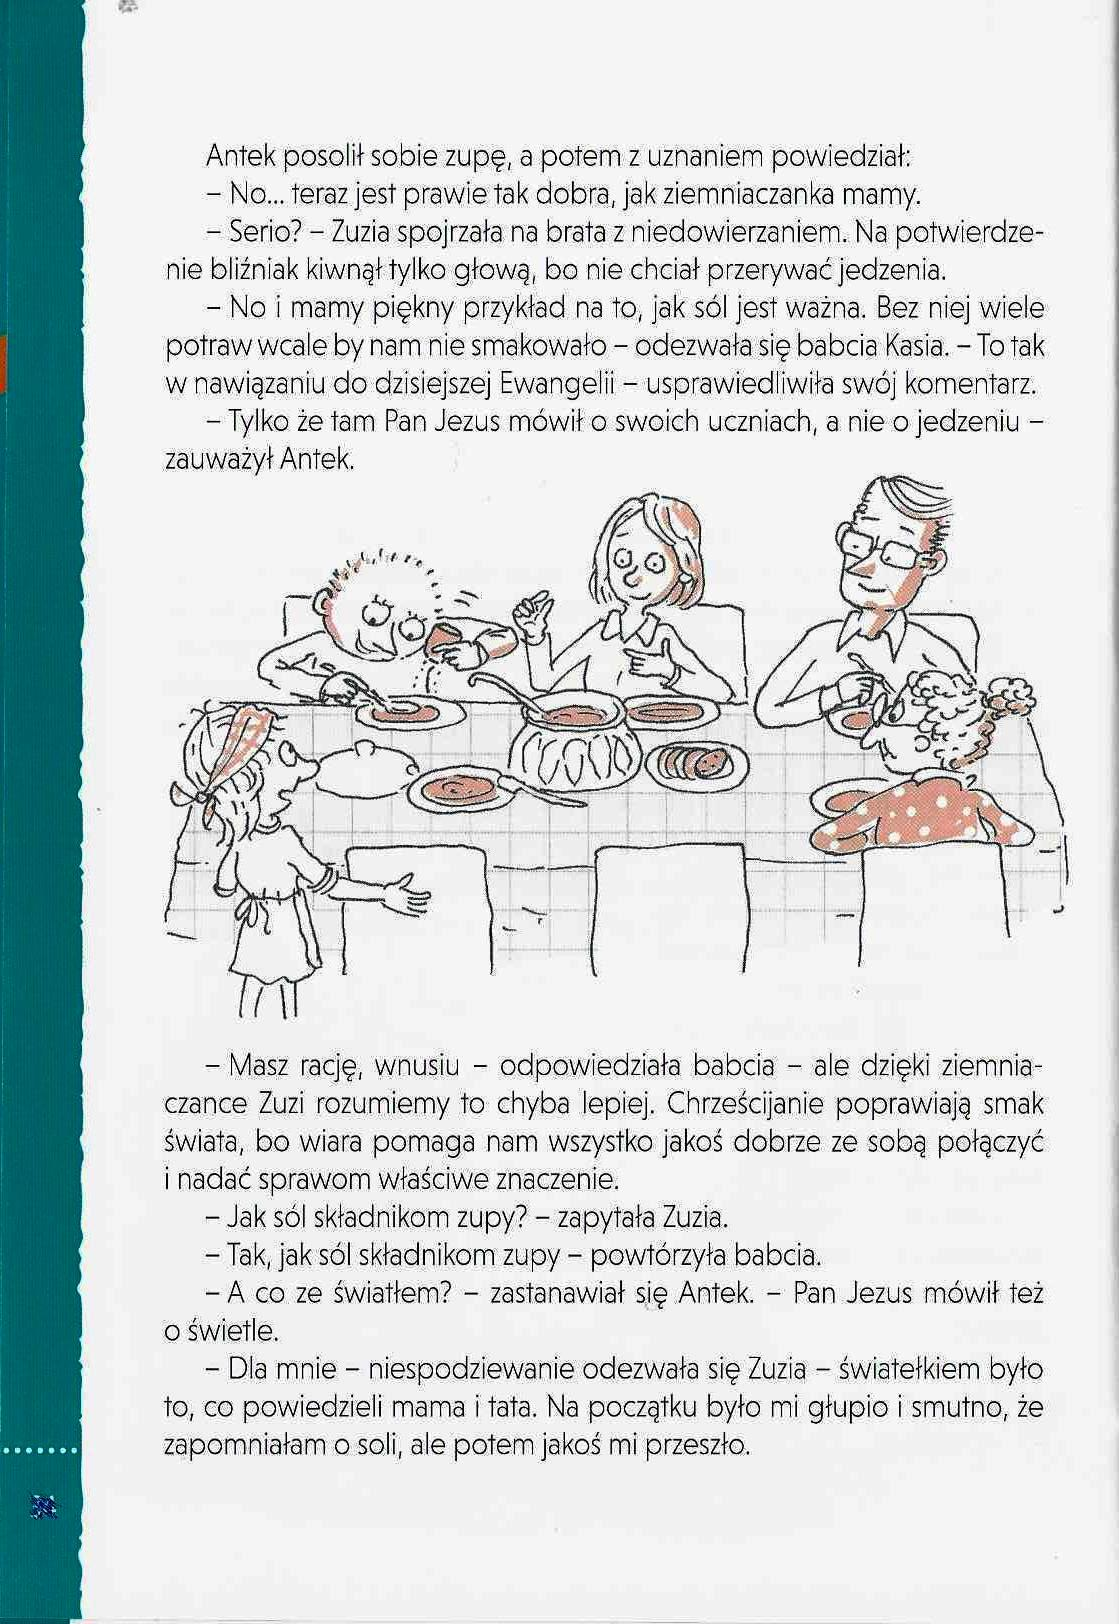 Antek posolił sobie zupę, a potem z uznaniem powiedział:
– No... teraz jest prawie tak dobra, jak ziemniaczanka mamy.
– Serio? – Zuzia spojrzała na brata z niedowierzaniem. Na potwierdze-
nie bliźniak kiwnął tylko głową, bo nie chciał przerywać jedzenia.
– No i mamy piękny przykład na to, jak sól jest ważna. Bez niej wiele
potraw wcale by nam nie smakowało – odezwała się babcia Kasia. – To tak
w nawiązaniu do dzisiejszej Ewangelii – usprawiedliwiła swój komentarz.
– Tylko że tam Pan Jezus mówił o swoich uczniach, a nie o jedzeniu –
zauważył Antek.
– Masz rację, wnusiu – odpowiedziała babcia – ale dzięki ziemnia-
czance Zuzi rozumiemy to chyba lepiej. Chrześcijanie poprawiają smak
świata, bo wiara pomaga nam wszystko jakoś dobrze ze sobą połączyć
i nadać sprawom właściwe znaczenie.
– Jak sól składnikom zupy? – zapytała Zuzia.
– Tak, jak sól składnikom zupy – powtórzyła babcia.
– A co ze światłem? – zastanawiał się Antek. – Pan Jezus mówił też
o świetle.
– Dla mnie – niespodziewanie odezwała się Zuzia – światełkiem było
to, co powiedzieli mama i tata. Na początku było mi głupio i smutno, że
zapomniałam o soli, ale potem jakoś mi przeszło.